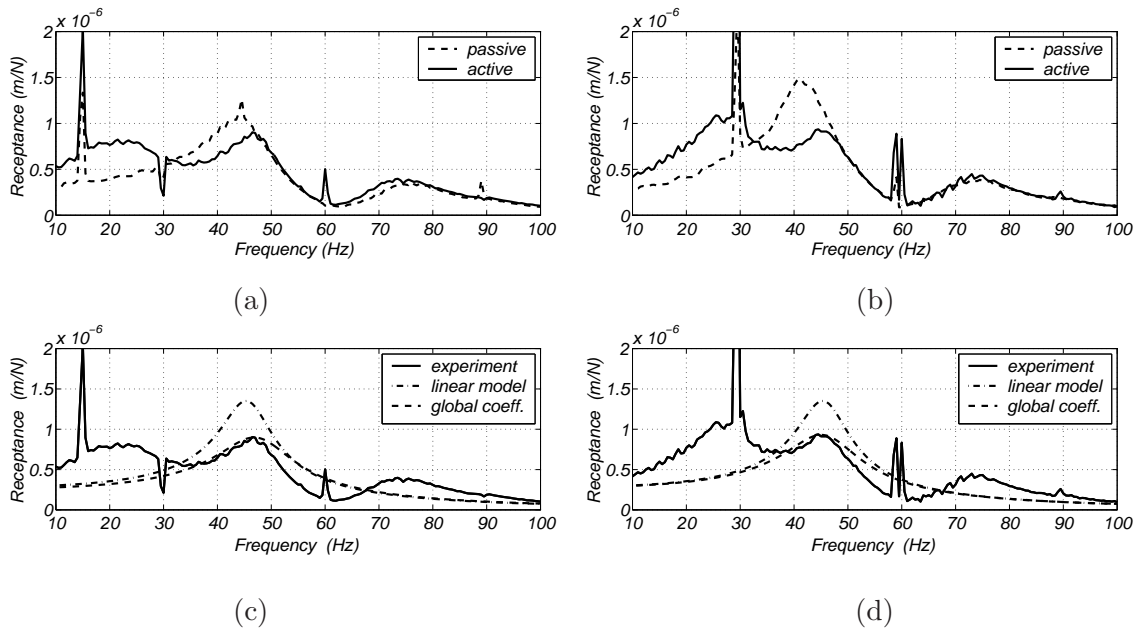 x 10⁻⁶
Receptance (m/N)
2
1.5
1
0.5
0
passive
active
10 20 30 40 50 60 70 80 90 100
Frequency (Hz)
(a)
x 10⁻⁶
Receptance (m/N)
2
1.5
1
0.5
0
passive
active
10 20 30 40 50 60 70 80 90 100
Frequency (Hz)
(b)
x 10⁻⁶
Receptance (m/N)
2
1.5
1
0.5
0
experiment
linear model
global coeff.
10 20 30 40 50 60 70 80 90 100
Frequency (Hz)
(c)
x 10⁻⁶
Receptance (m/N)
2
1.5
1
0.5
0
experiment
linear model
global coeff.
10 20 30 40 50 60 70 80 90 100
Frequency (Hz)
(d)